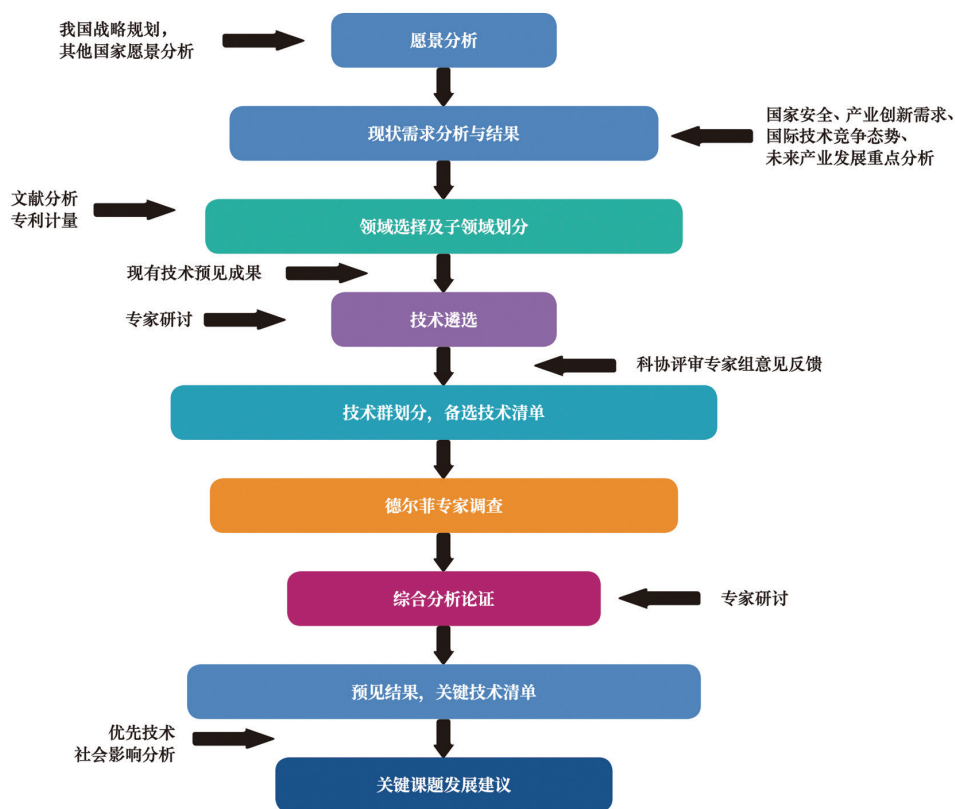 我国战略规划，
其他国家愿景分析
愿景分析
现状需求分析与结果
国家安全、产业创新需求、
国际技术竞争态势、
未来产业发展重点分析
文献分析
专利计量
领域选择及子领域划分
现有技术预见成果
专家研讨
技术遴选
科协评审专家组意见反馈
技术群划分，备选技术清单
德尔菲专家调查
综合分析论证
专家研讨
预见结果，关键技术清单
优先技术
社会影响分析
关键课题发展建议